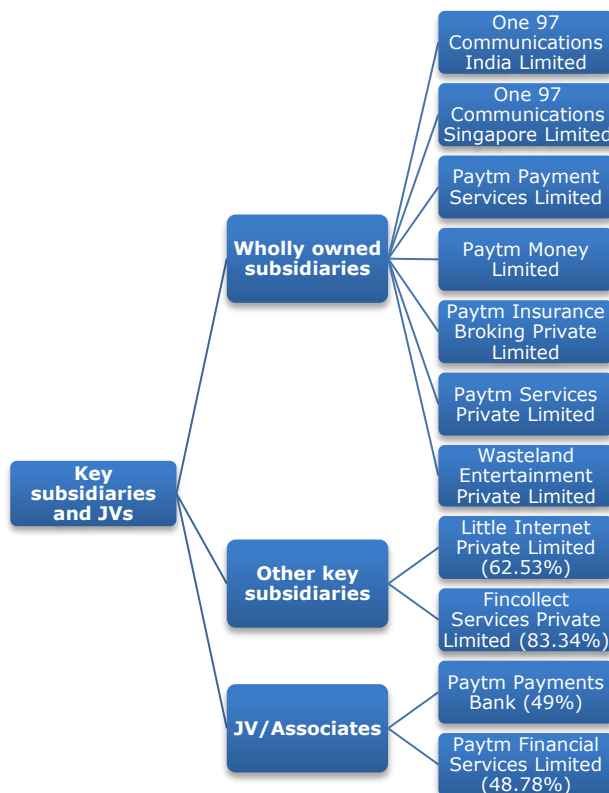 Key
subsidiaries
and JVs
Wholly owned
subsidiaries
One 97
Communications
India Limited
One 97
Communications
Singapore Limited
Paytm Payment
Services Limited
Paytm Money
Limited
Paytm Insurance
Broking Private
Limited
Paytm Services
Private Limited
Wasteland
Entertainment
Private Limited
Other key
subsidiaries
Little Internet
Private Limited
(62.53%)
Fincollect
Services Private
Limited (83.34%)
JV/Associates
Paytm Payments
Bank (49%)
Paytm Financial
Services Limited
(48.78%)